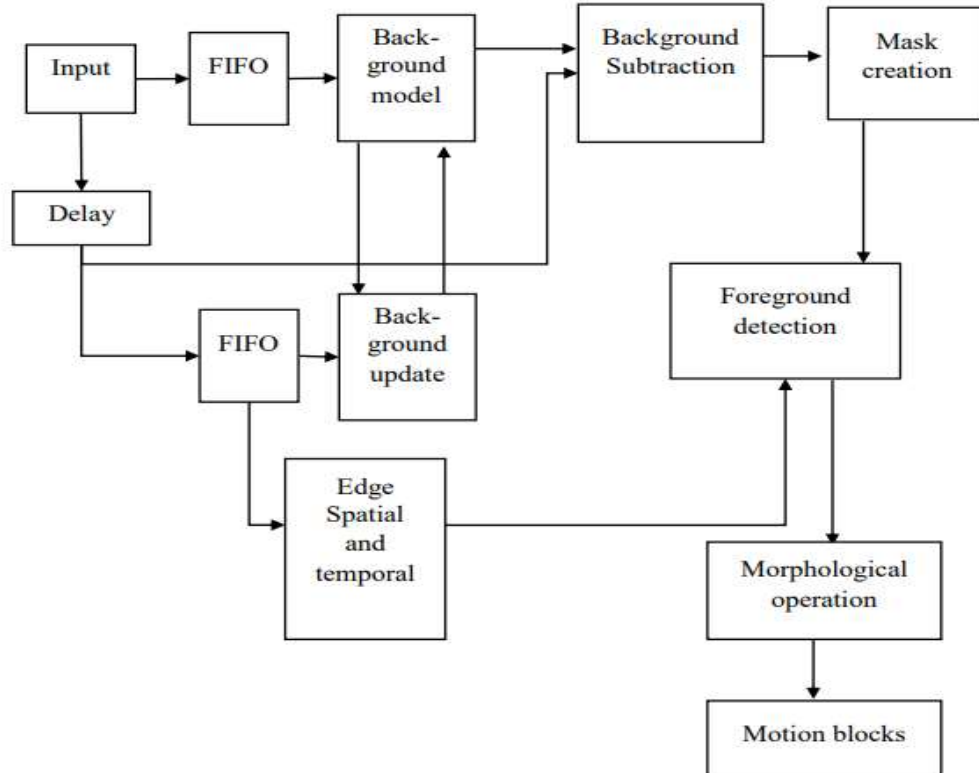 Input
FIFO
Back-
ground
model
Background
Subtraction
Mask
creation
Delay
FIFO
Back-
ground
update
Foreground
detection
Edge
Spatial
and
temporal
Morphological
operation
Motion blocks